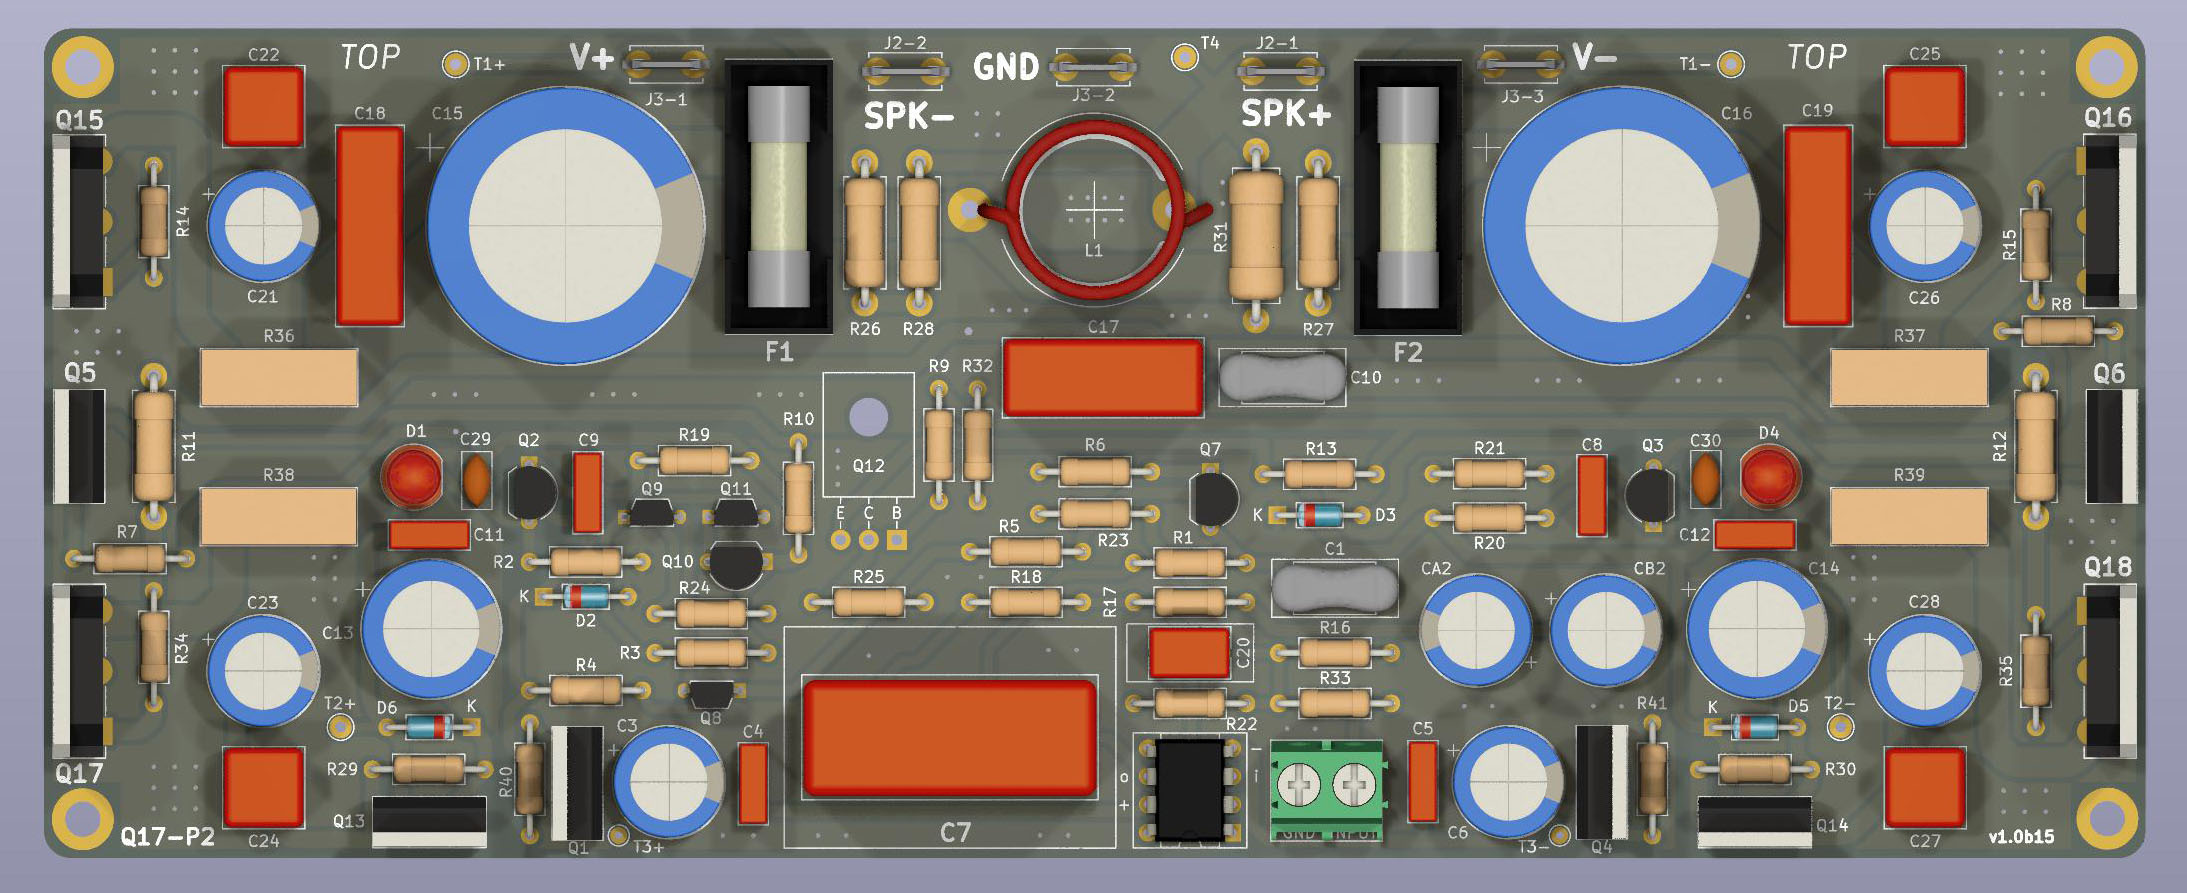 C22
TOP
T1+
V+
J2-2
GND
T4
J2-1
V-
T1-
TOP
C25
J3-1
J3-2
J3-3
Q15
C18
C15
SPK-
SPK+
C16
C19
Q16
R14
R31
R15
L1
C21
C26
R8
R26
R28
R27
C17
R36
F1
F2
R37
Q5
R9
R32
C10
Q6
R10
D1
C29
Q2
C9
R19
R11
R6
Q7
R13
R21
C8
Q3
C30
D4
R12
Q12
R38
R39
Q9
Q11
E
C
B
K
D3
R7
C11
R5
R23
R20
C12
R2
Q10
R1
C1
R25
R18
CA2
CB2
C14
Q17
Q18
K
R24
R17
C23
D2
C13
R16
C28
R34
R3
C20
R35
R4
R33
T2+
D6
K
Q8
R22
R41
K
D5
T2-
C3
C4
C5
R29
R40
-
o
i
+
R30
Q13
C7
C6
Q14
Q17-P2
C24
Q1
T3+
GND
INPUT
T3-
Q4
C27
v1.0b15